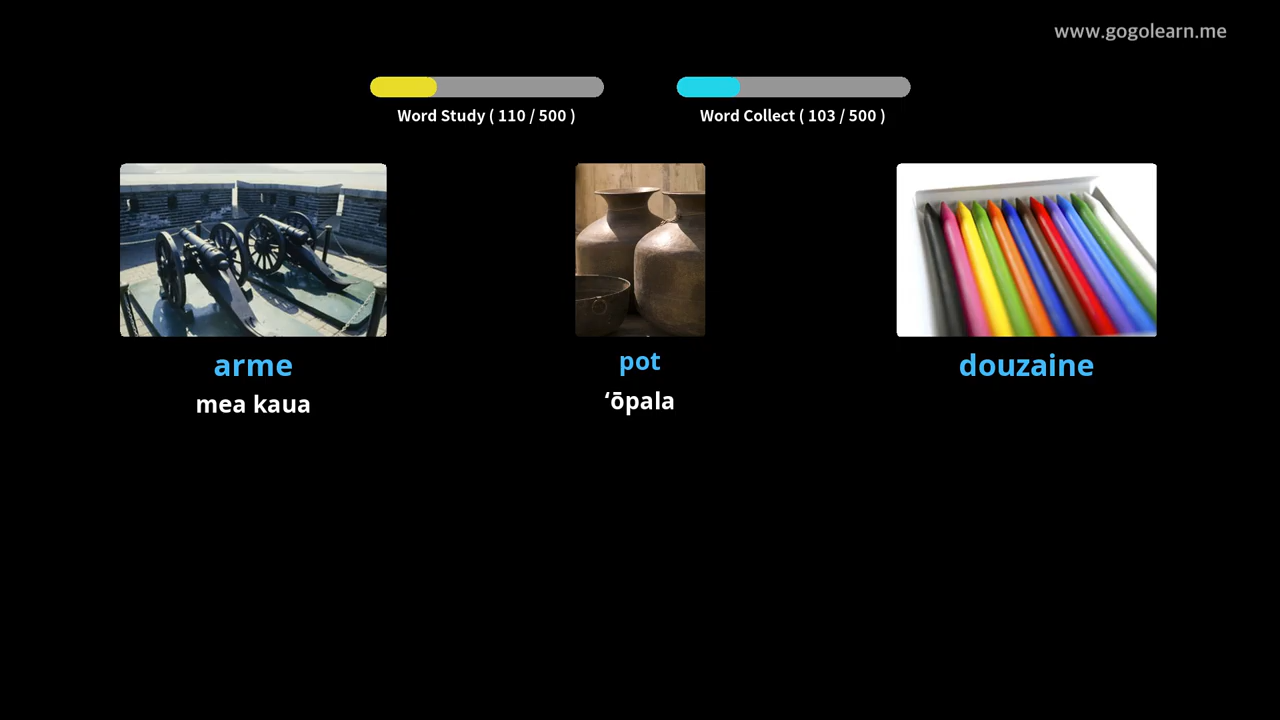 www.gogolearn.me
Word Study ( 110 / 500 )
Word Collect ( 103 / 500 )
arme
pot
douzaine
mea kaua
ʻōpala